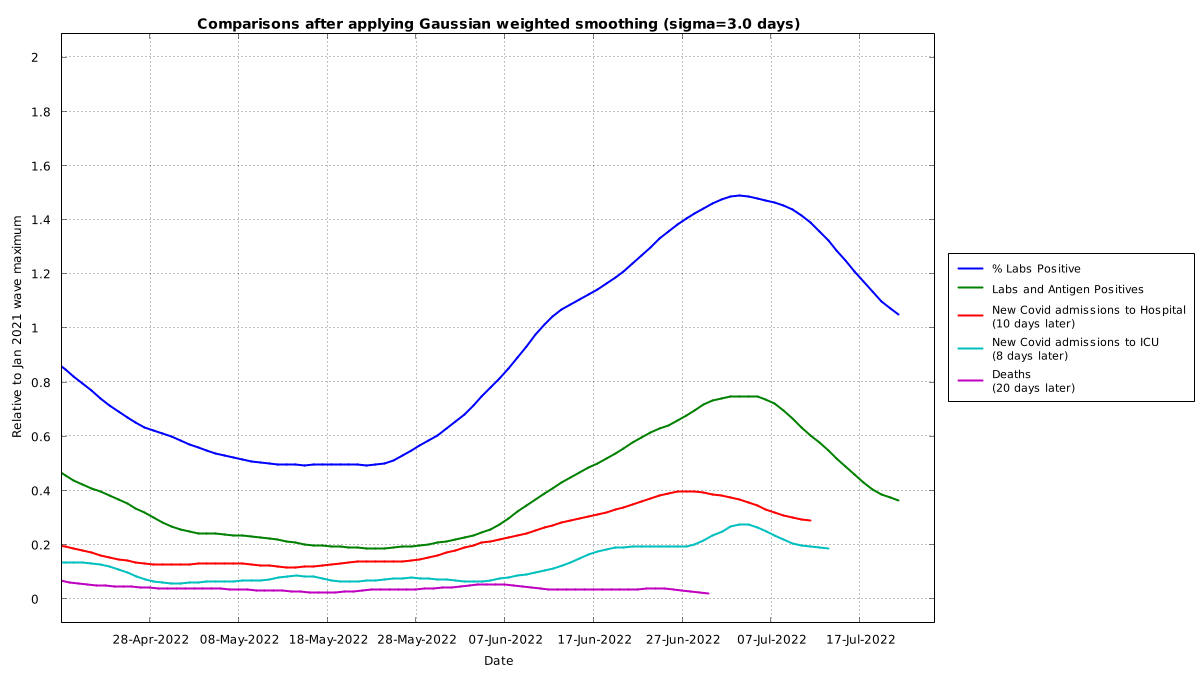 Comparisons after applying Gaussian weighted smoothing (sigma=3.0 days)
2
1.8
1.6
1.4
1.2
1
0.8
0.6
0.4
0.2
0
Relative to Jan 2021 wave maximum
28-Apr-2022 08-May-2022 18-May-2022 28-May-2022 07-Jun-2022 17-Jun-2022 27-Jun-2022 07-Jul-2022 17-Jul-2022
Date
% Labs Positive
Labs and Antigen Positives
New Covid admissions to Hospital
(10 days later)
New Covid admissions to ICU
(8 days later)
Deaths
(20 days later)